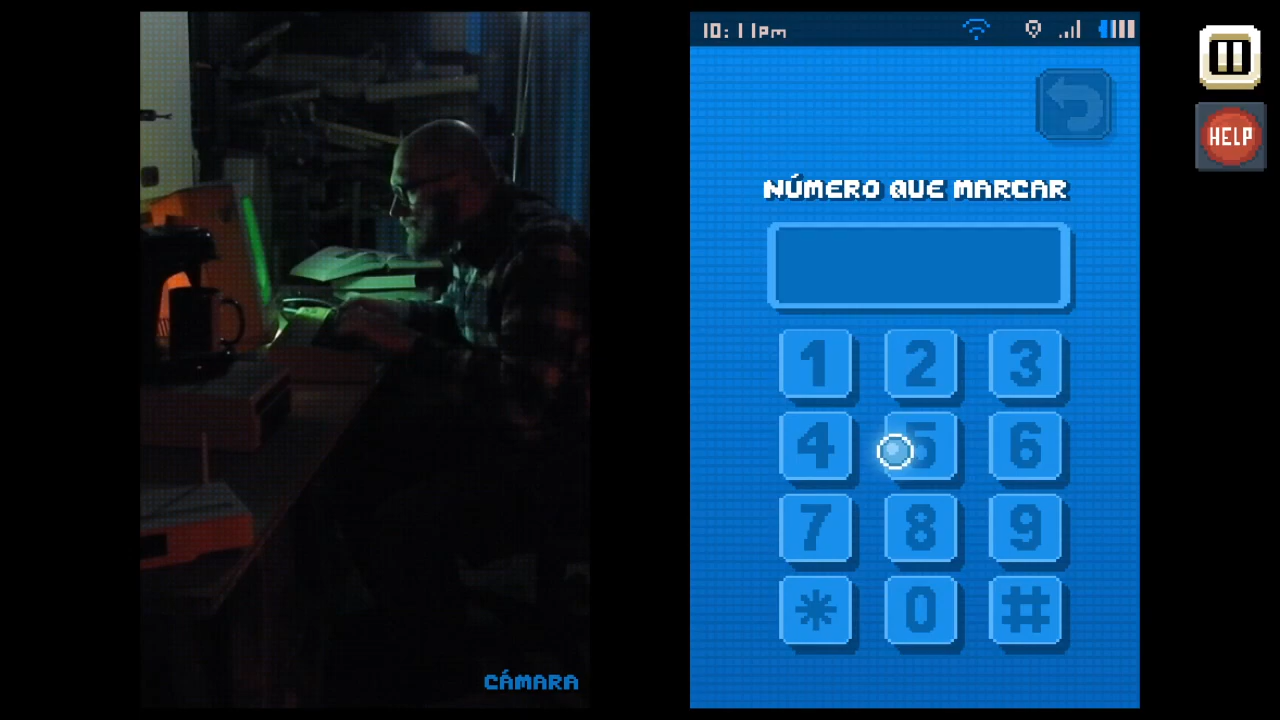 10:11pm
HELP
NÚMERO QUE MARCAR
1 2 3
4 5 6
7 8 9
* 0 #
CÁMARA